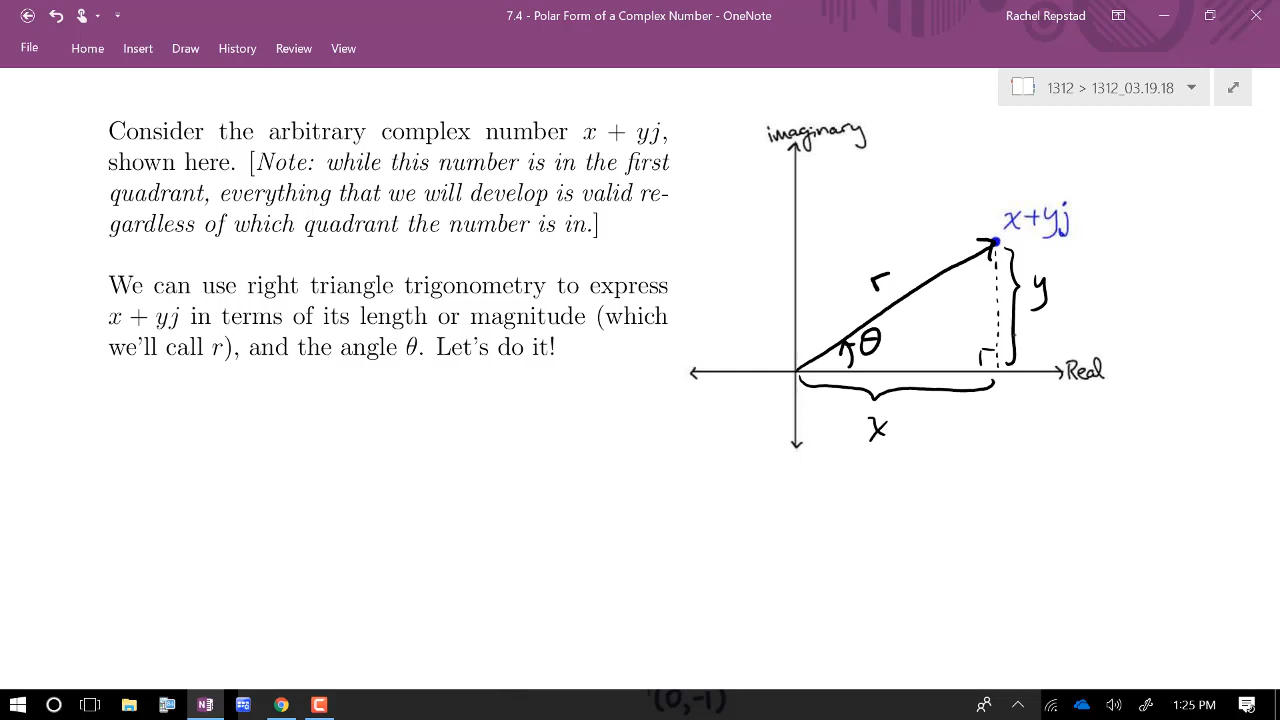 7.4 - Polar Form of a Complex Number - OneNote
Rachel Repstad
File Home Insert Draw History Review View
1312 > 1312_03.19.18
Consider the arbitrary complex number x + yj,
shown here. [Note: while this number is in the first
quadrant, everything that we will develop is valid re-
gardless of which quadrant the number is in.]
We can use right triangle trigonometry to express
x + yj in terms of its length or magnitude (which
we'll call r), and the angle θ. Let's do it!
imaginary
x+yj
r
y
θ
Real
x
(0,-1)
1:25 PM